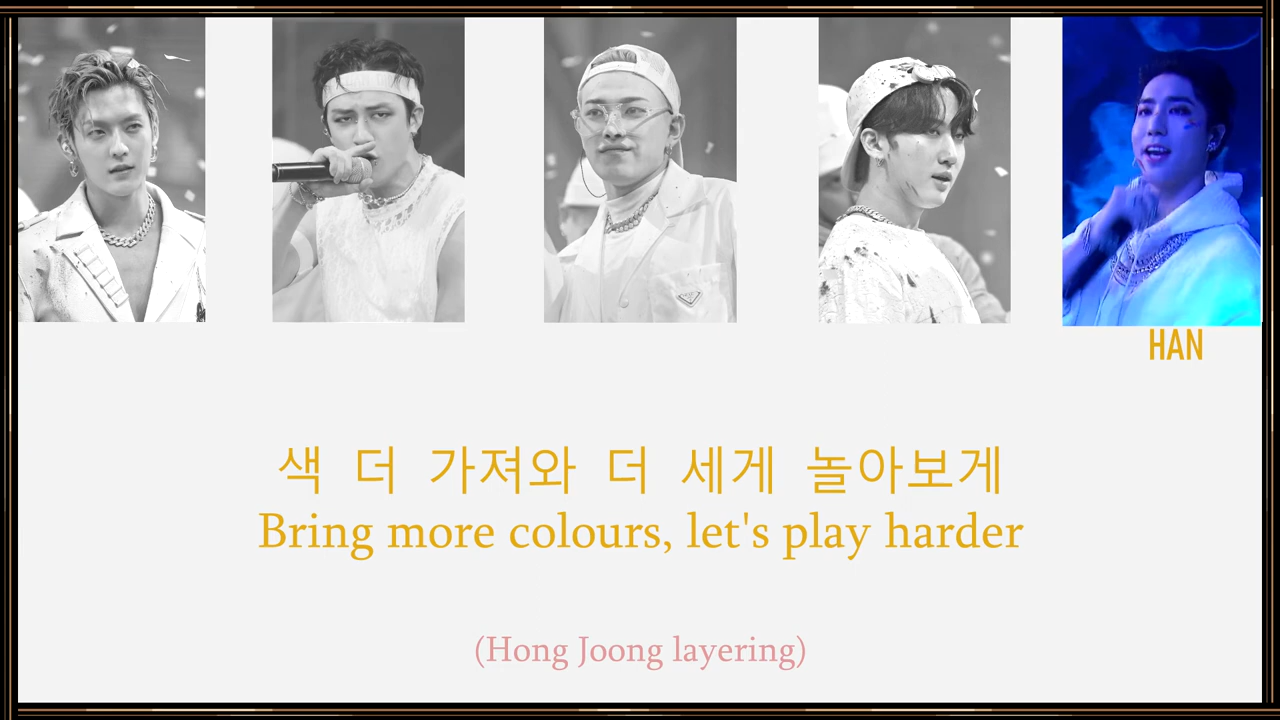 HAN
색 더 가져와 더 세게 놀아보게
Bring more colours, let's play harder
(Hong Joong layering)